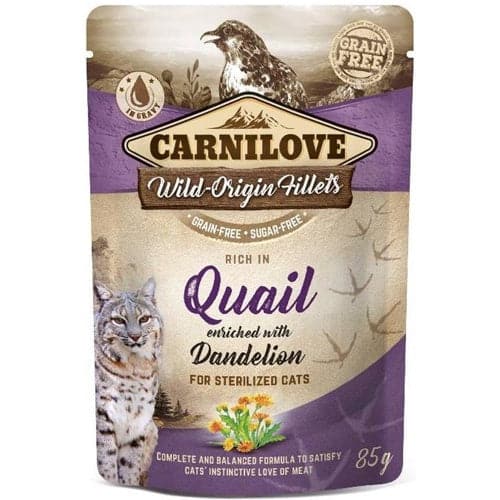 GRAIN
FREE
IN GRAVY
CARNILOVE
Wild-Origin Fillets
GRAIN-FREE • SUGAR-FREE
RICH IN
Quail
enriched with
Dandelion
FOR STERILIZED CATS
COMPLETE AND BALANCED FORMULA TO SATISFY
CATS' INSTINCTIVE LOVE OF MEAT
85g